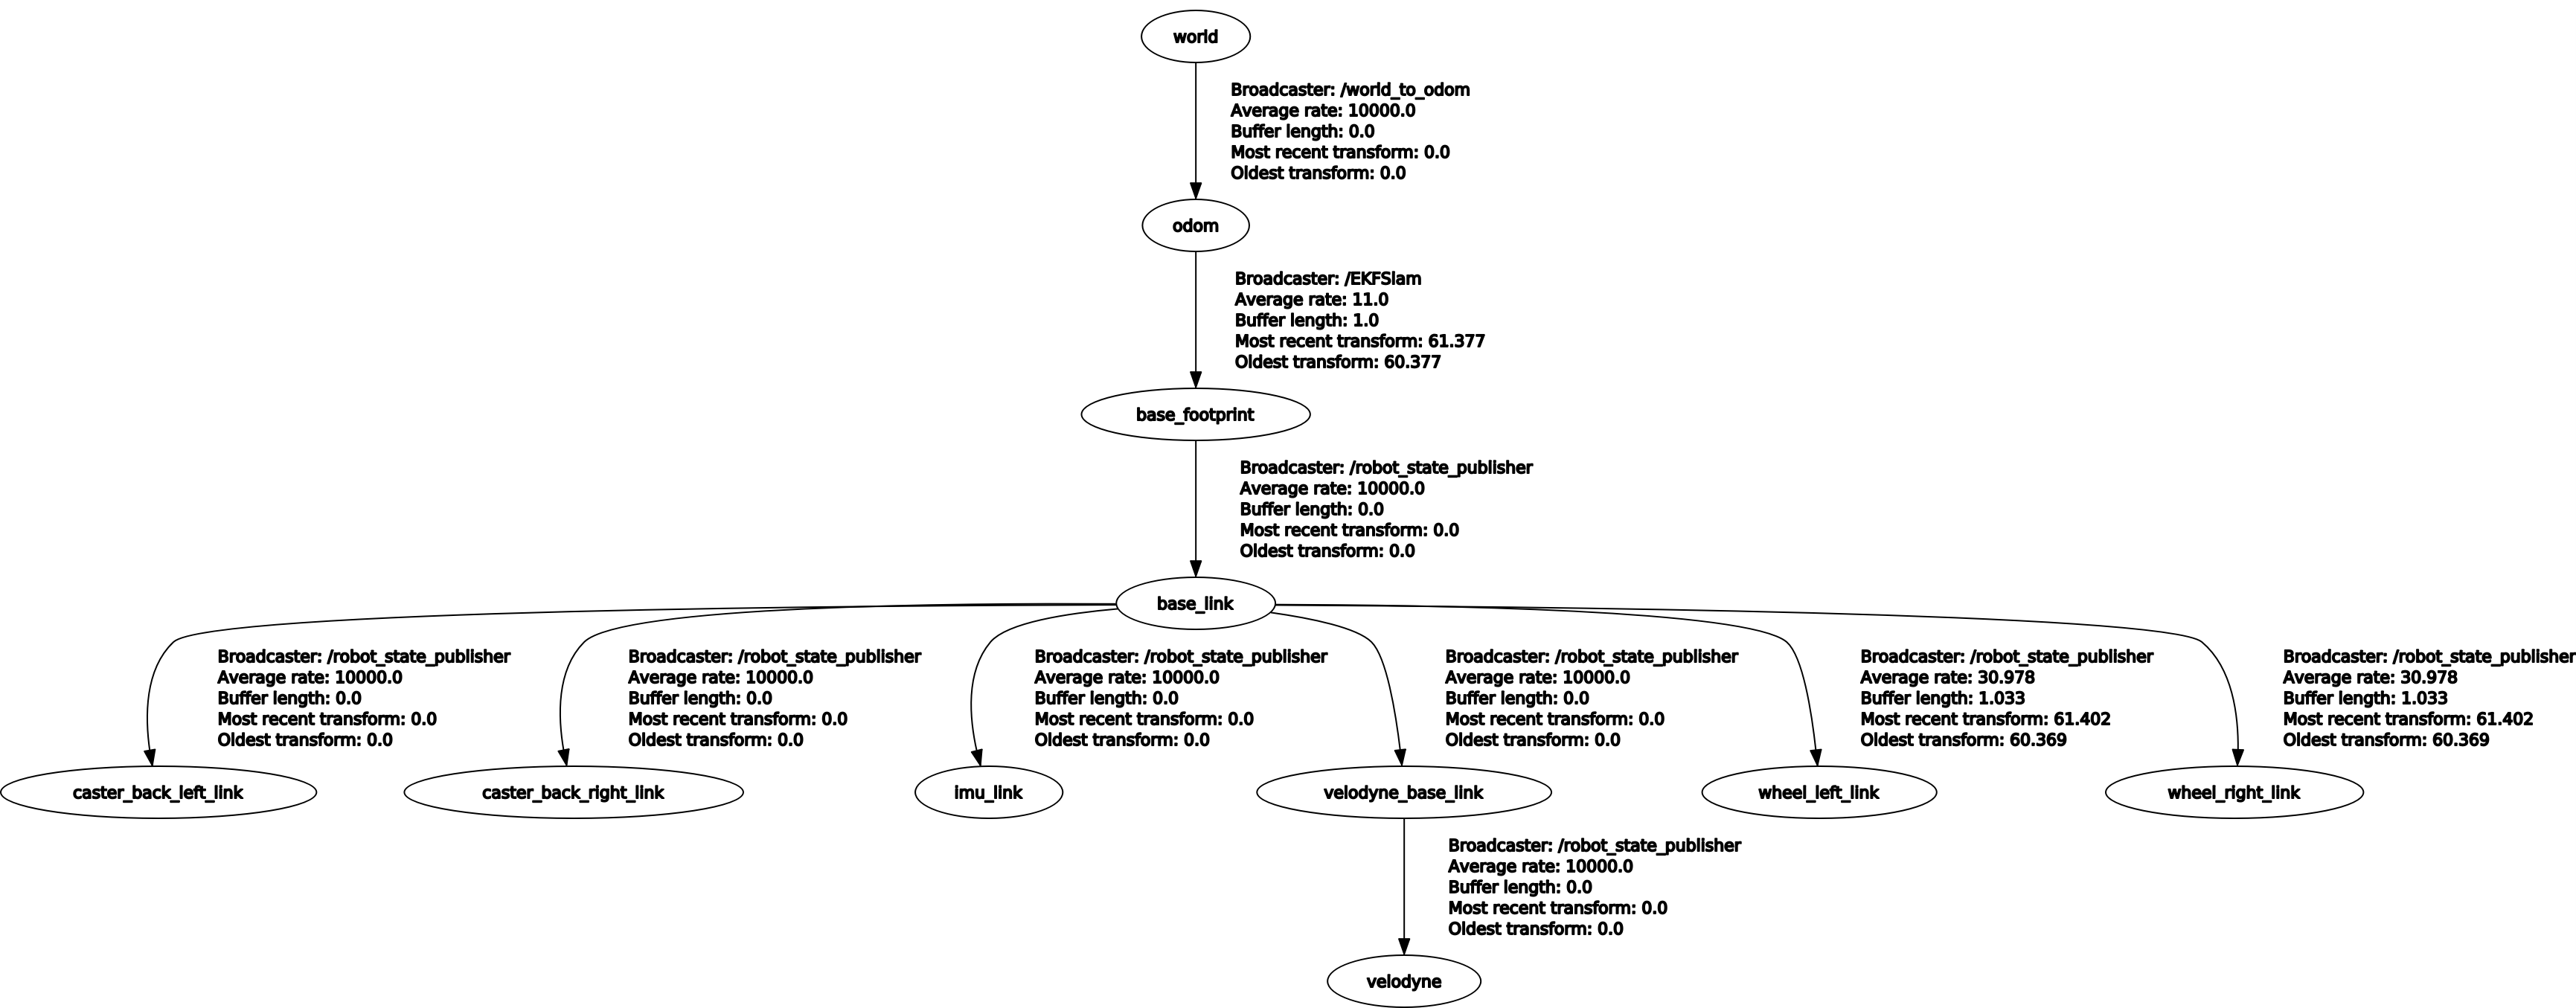 world
Broadcaster: /world_to_odom
Average rate: 10000.0
Buffer length: 0.0
Most recent transform: 0.0
Oldest transform: 0.0
odom
Broadcaster: /EKFSlam
Average rate: 11.0
Buffer length: 1.0
Most recent transform: 61.377
Oldest transform: 60.377
base_footprint
Broadcaster: /robot_state_publisher
Average rate: 10000.0
Buffer length: 0.0
Most recent transform: 0.0
Oldest transform: 0.0
base_link
Broadcaster: /robot_state_publisher
Average rate: 10000.0
Buffer length: 0.0
Most recent transform: 0.0
Oldest transform: 0.0
Broadcaster: /robot_state_publisher
Average rate: 10000.0
Buffer length: 0.0
Most recent transform: 0.0
Oldest transform: 0.0
Broadcaster: /robot_state_publisher
Average rate: 10000.0
Buffer length: 0.0
Most recent transform: 0.0
Oldest transform: 0.0
Broadcaster: /robot_state_publisher
Average rate: 10000.0
Buffer length: 0.0
Most recent transform: 0.0
Oldest transform: 0.0
Broadcaster: /robot_state_publisher
Average rate: 30.978
Buffer length: 1.033
Most recent transform: 61.402
Oldest transform: 60.369
Broadcaster: /robot_state_publisher
Average rate: 30.978
Buffer length: 1.033
Most recent transform: 61.402
Oldest transform: 60.369
caster_back_left_link
caster_back_right_link
imu_link
velodyne_base_link
wheel_left_link
wheel_right_link
Broadcaster: /robot_state_publisher
Average rate: 10000.0
Buffer length: 0.0
Most recent transform: 0.0
Oldest transform: 0.0
velodyne